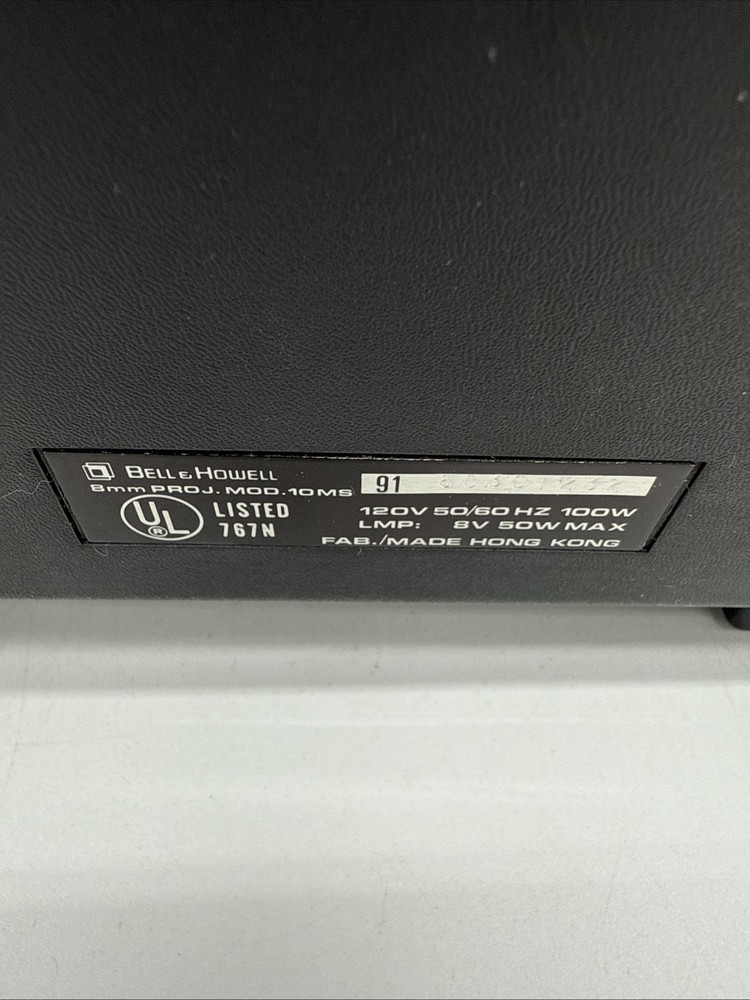 BELL & HOWELL
8mm PROJ. MOD. 10MS
91
UL ®
LISTED
767N
120V 50/60 HZ 100W
LMP: 8V 50W MAX
FAB./MADE HONG KONG